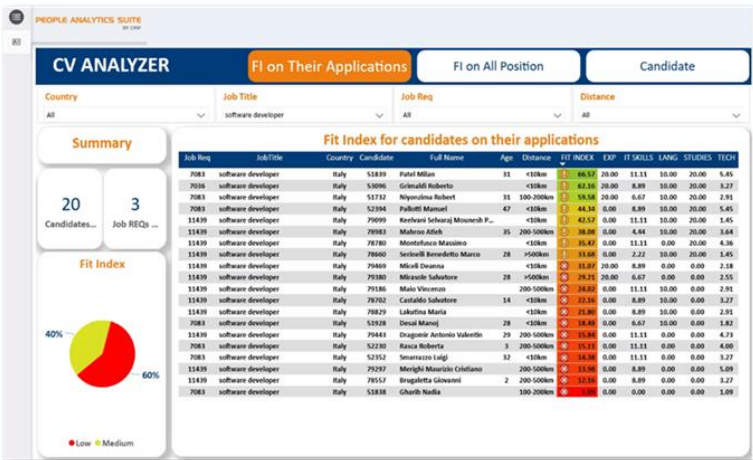 PEOPLE ANALYTICS SUITE
BY CRIF
CV ANALYZER
FI on Their Applications
FI on All Position
Candidate
Country
Job Title
Job Req
Distance
All
software developer
All
All
Summary
20
Candidates...
3
Job REQs ...
Fit Index
40%
60%
Low Medium
Fit Index for candidates on their applications
Job Req JobTitle Country Candidate Full Name Age Distance FIT INDEX EXP IT SKILLS LANG STUDIES TECH
7083 software developer Italy 51839 Patel Milan 31 <10km 66.57 20.00 11.11 10.00 20.00 5.45
7036 software developer Italy 53096 Grimaldi Roberto <10km 62.16 20.00 8.89 10.00 20.00 3.27
7083 software developer Italy 51732 Niyonzima Robert 31 100-200km 59.58 20.00 6.67 10.00 20.00 2.91
7083 software developer Italy 52394 Pallotti Manuel 47 <10km 44.34 0.00 8.89 10.00 20.00 5.45
11439 software developer Italy 79099 Keelvani Selvaraj Mounesh P... <10km 42.57 0.00 11.11 10.00 20.00 1.45
11439 software developer Italy 78983 Mahroo Atieh 35 200-500km 38.08 0.00 4.44 10.00 20.00 3.64
11439 software developer Italy 78780 Montefusco Massimo <10km 35.47 0.00 11.11 0.00 20.00 4.36
11439 software developer Italy 78660 Serinelli Benedetto Marco 28 >500km 33.68 0.00 2.22 10.00 20.00 1.45
11439 software developer Italy 79469 Miceli Deanna <10km 31.07 20.00 8.89 0.00 0.00 2.18
11439 software developer Italy 79380 Mirasole Salvatore 28 >500km 29.21 20.00 6.67 0.00 0.00 2.55
11439 software developer Italy 79186 Maio Vincenzo 200-500km 24.02 0.00 11.11 10.00 0.00 2.91
11439 software developer Italy 78702 Castaldo Salvatore 14 <10km 22.16 0.00 8.89 10.00 0.00 3.27
11439 software developer Italy 78829 Lakutina Maria <10km 21.80 0.00 8.89 10.00 0.00 2.91
7083 software developer Italy 51928 Desai Manoj 28 <10km 18.48 0.00 6.67 10.00 0.00 1.82
11439 software developer Italy 79443 Dragomir Antonio Valentin 29 200-500km 15.84 0.00 11.11 0.00 0.00 4.73
7083 software developer Italy 52230 Rasca Roberta 3 200-500km 15.11 0.00 11.11 0.00 0.00 4.00
7083 software developer Italy 52352 Smarrazzo Luigi 32 <10km 14.38 0.00 11.11 0.00 0.00 3.27
11439 software developer Italy 79297 Merighi Maurizio Cristiano 200-500km 13.98 0.00 8.89 0.00 0.00 5.09
11439 software developer Italy 78557 Brugaletta Giovanni 2 200-500km 12.16 0.00 8.89 0.00 0.00 3.27
7083 software developer Italy 51838 Gharib Nadia 100-200km 0.00 0.00 0.00 0.00 1.09